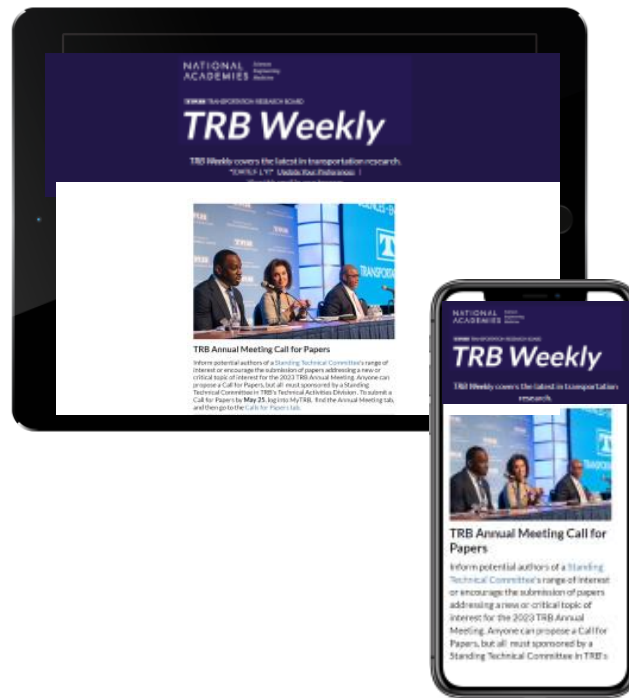 NATIONAL
ACADEMIES
Sciences
Engineering
Medicine
TRB TRANSPORTATION RESEARCH BOARD
TRB Weekly
TRB Weekly covers the latest in transportation research.
Update Your Preferences |
TRB Annual Meeting Call for Papers
Inform potential authors of a Standing Technical Committee's range of
interest or encourage the submission of papers addressing a new or
critical topic of interest for the 2023 TRB Annual Meeting. Anyone can
propose a Call for Papers, but all must sponsored by a Standing
Technical Committee in TRB's Technical Activities Division. To submit a
Call for Papers by May 25, log into MyTRB, find the Annual Meeting tab,
and then go to the Calls for Papers tab.
NATIONAL
ACADEMIES
Sciences
Engineering
Medicine
TRANSPORTATION RESEARCH BOARD
TRB Weekly
TRB Weekly covers the latest in transportation
research.
TRB Annual Meeting Call for
Papers
Inform potential authors of a Standing
Technical Committee's range of interest
or encourage the submission of papers
addressing a new or critical topic of
interest for the 2023 TRB Annual
Meeting. Anyone can propose a Call for
Papers, but all must sponsored by a
Standing Technical Committee in TRB's